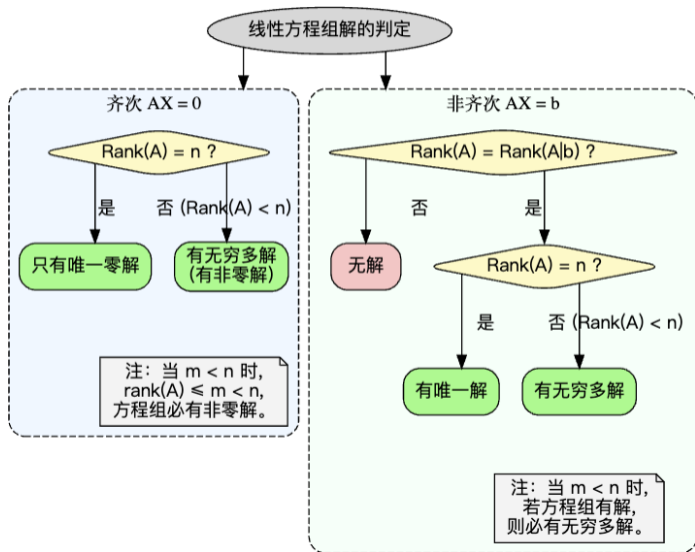 线性方程组解的判定
齐次 AX = 0
Rank(A) = n ?
是
否 (Rank(A) < n)
只有唯一零解
有无穷多解
(有非零解)
注：当 m < n 时,
rank(A) ≤ m < n,
方程组必有非零解。
非齐次 AX = b
Rank(A) = Rank(A|b) ?
否
是
无解
Rank(A) = n ?
是
否 (Rank(A) < n)
有唯一解
有无穷多解
注：当 m < n 时,
若方程组有解,
则必有无穷多解。